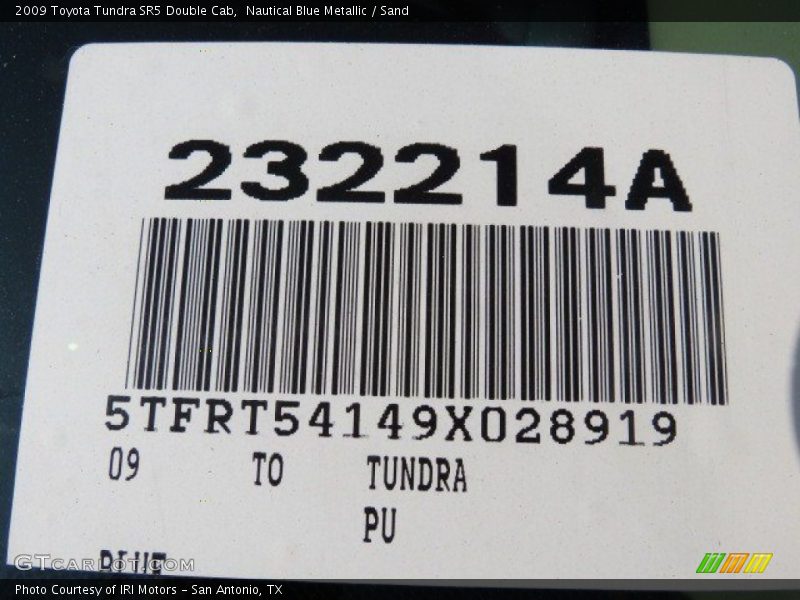 2009 Toyota Tundra SR5 Double Cab,  Nautical Blue Metallic / Sand
232214A
5TFRT54149X028919
09 TO TUNDRA
PU
BLUE
GTcarlot.com
Photo Courtesy of IRI Motors - San Antonio, TX